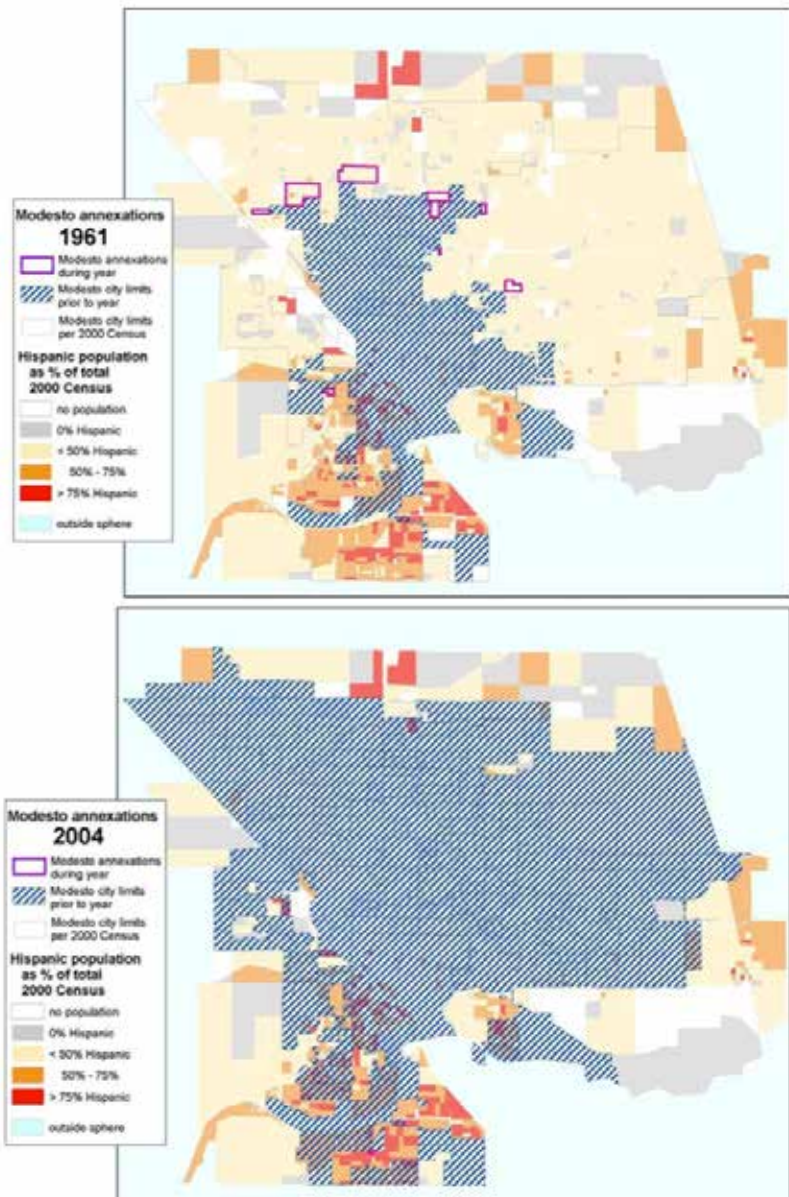 Modesto annexations
1961
Modesto annexations
during year
Modesto city limits
prior to year
Modesto city limits
per 2000 Census
Hispanic population
as % of total
2000 Census
no population
0% Hispanic
< 50% Hispanic
50% - 75%
> 75% Hispanic
outside sphere
Modesto annexations
2004
Modesto annexations
during year
Modesto city limits
prior to year
Modesto city limits
per 2000 Census
Hispanic population
as % of total
2000 Census
no population
0% Hispanic
< 50% Hispanic
50% - 75%
> 75% Hispanic
outside sphere